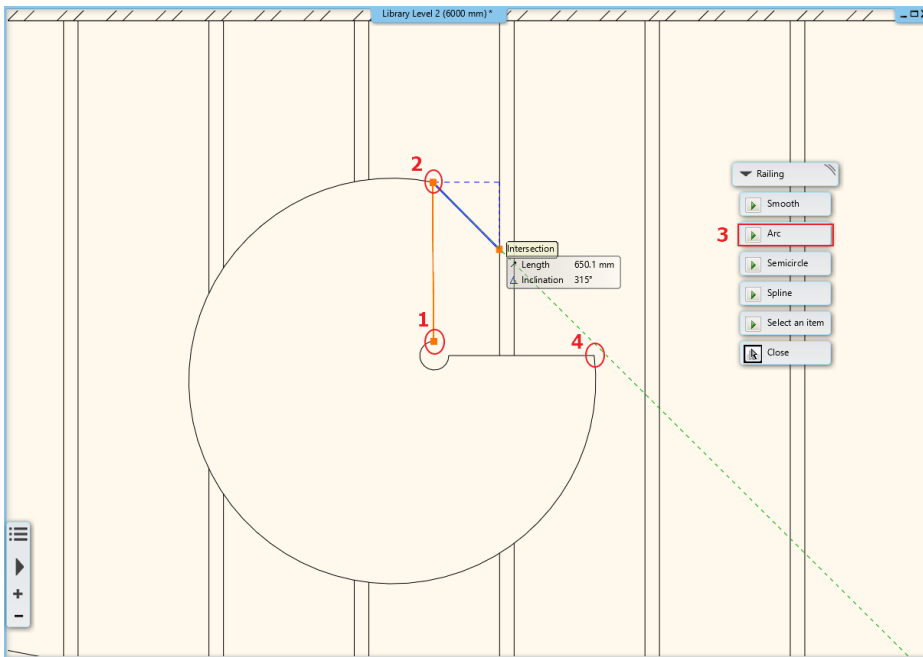 Library Level 2 (6000 mm) *
2
Railing
Smooth
3 Arc
Intersection
Length 650.1 mm
Inclination 315°
Semicircle
Spline
1
Select an item
4
Close